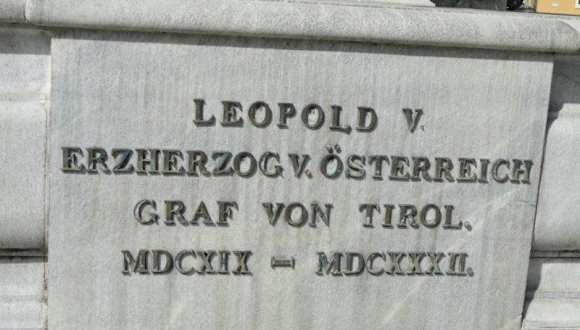 LEOPOLD V.
ERZHERZOG V. ÖSTERREICH
GRAF VON TIROL.
MDCXIX – MDCXXXII.